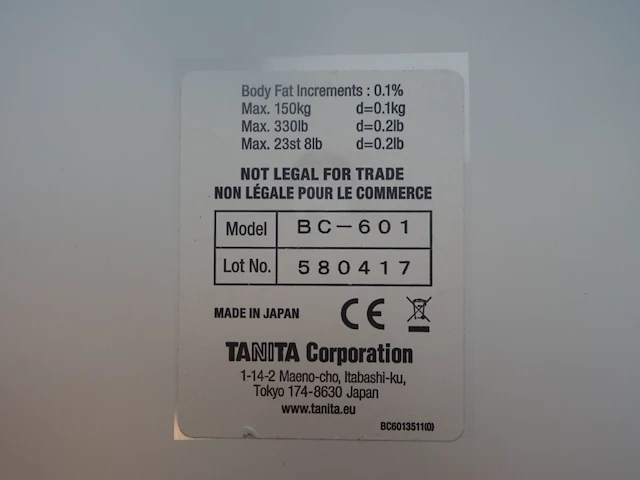 Body Fat Increments : 0.1%
Max. 150kg d=0.1kg
Max. 330lb d=0.2lb
Max. 23st 8lb d=0.2lb
NOT LEGAL FOR TRADE
NON LÉGALE POUR LE COMMERCE
Model BC-601
Lot No. 580417
MADE IN JAPAN CE
TANITA Corporation
1-14-2 Maeno-cho, Itabashi-ku,
Tokyo 174-8630 Japan
www.tanita.eu
BC6013511(0)